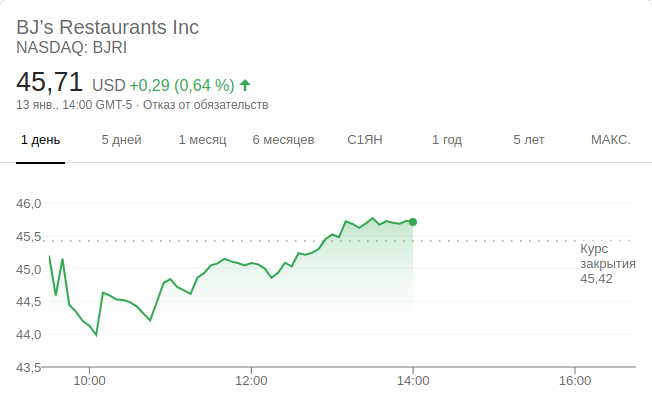 BJ’s Restaurants Inc
NASDAQ: BJRI
45,71 USD +0,29 (0,64 %)
13 янв., 14:00 GMT-5 · Отказ от обязательств
1 день 5 дней 1 месяц 6 месяцев С1ЯН 1 год 5 лет МАКС.
46,0
45,5
Курс
45,0 закрытия
45,42
44,5
44,0
43,5
10:00 12:00 14:00 16:00